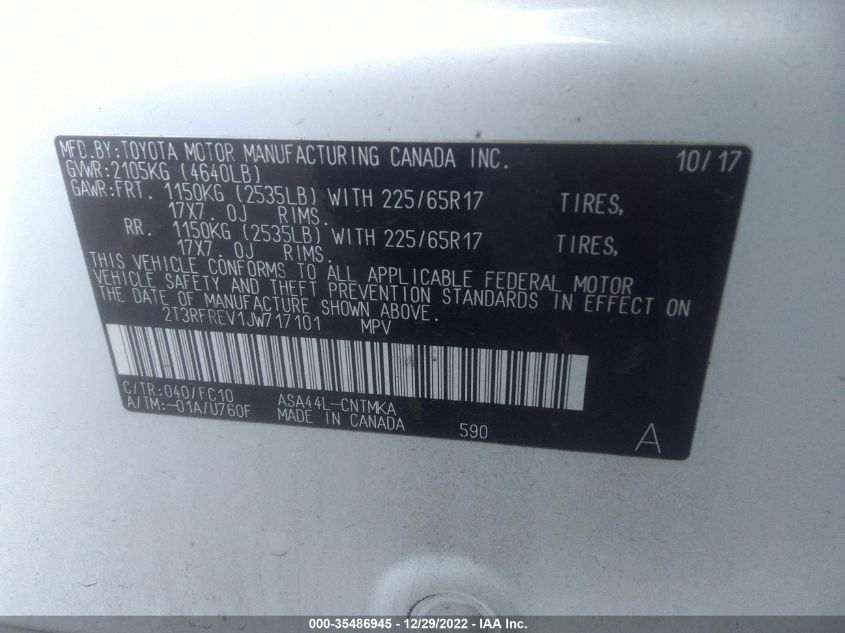 MFD.BY:TOYOTA MOTOR MANUFACTURING CANADA INC. 10/17
GVWR:2105KG (4640LB)
GAWR:FRT. 1150KG (2535LB) WITH 225/65R17 TIRES,
17X7.0J RIMS.
RR. 1150KG (2535LB) WITH 225/65R17 TIRES,
17X7.0J RIMS.
THIS VEHICLE CONFORMS TO ALL APPLICABLE FEDERAL MOTOR
VEHICLE SAFETY AND THEFT PREVENTION STANDARDS IN EFFECT ON
THE DATE OF MANUFACTURE SHOWN ABOVE.
2T3RFREV1JW717101 MPV
C/TR:040/FC10 ASA44L-CNTMKA
A/TM:-01A/U760F MADE IN CANADA 590 A
000-35486945 - 12/29/2022 - IAA Inc.